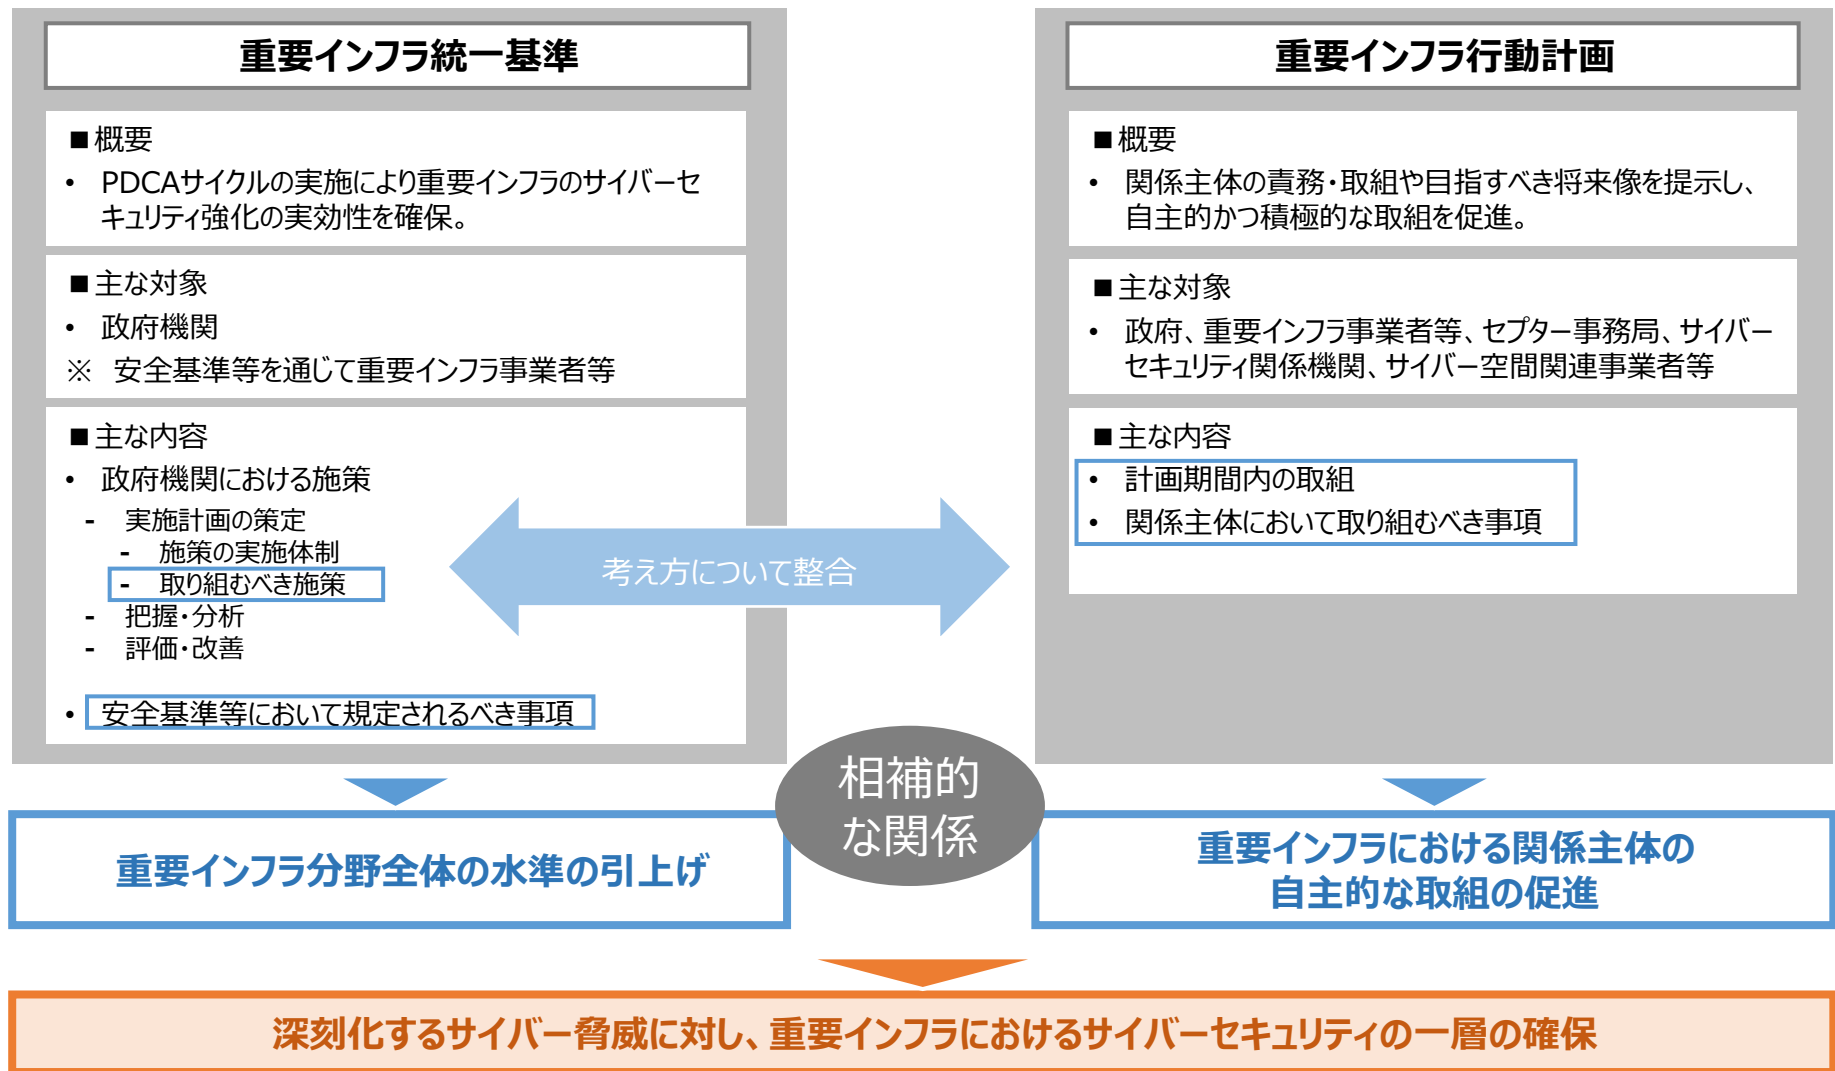 重要インフラ統一基準
■概要
• PDCAサイクルの実施により重要インフラのサイバーセ
キュリティ強化の実効性を確保。
■主な対象
• 政府機関
※ 安全基準等を通じて重要インフラ事業者等
■主な内容
• 政府機関における施策
- 実施計画の策定
- 施策の実施体制
- 取り組むべき施策
- 把握・分析
- 評価・改善
• 安全基準等において規定されるべき事項
考え方について整合
重要インフラ行動計画
■概要
• 関係主体の責務・取組や目指すべき将来像を提示し、
自主的かつ積極的な取組を促進。
■主な対象
• 政府、重要インフラ事業者等、セプター事務局、サイバー
セキュリティ関係機関、サイバー空間関連事業者等
■主な内容
• 計画期間内の取組
• 関係主体において取り組むべき事項
相補的
な関係
重要インフラ分野全体の水準の引上げ
重要インフラにおける関係主体の
自主的な取組の促進
深刻化するサイバー脅威に対し、重要インフラにおけるサイバーセキュリティの一層の確保